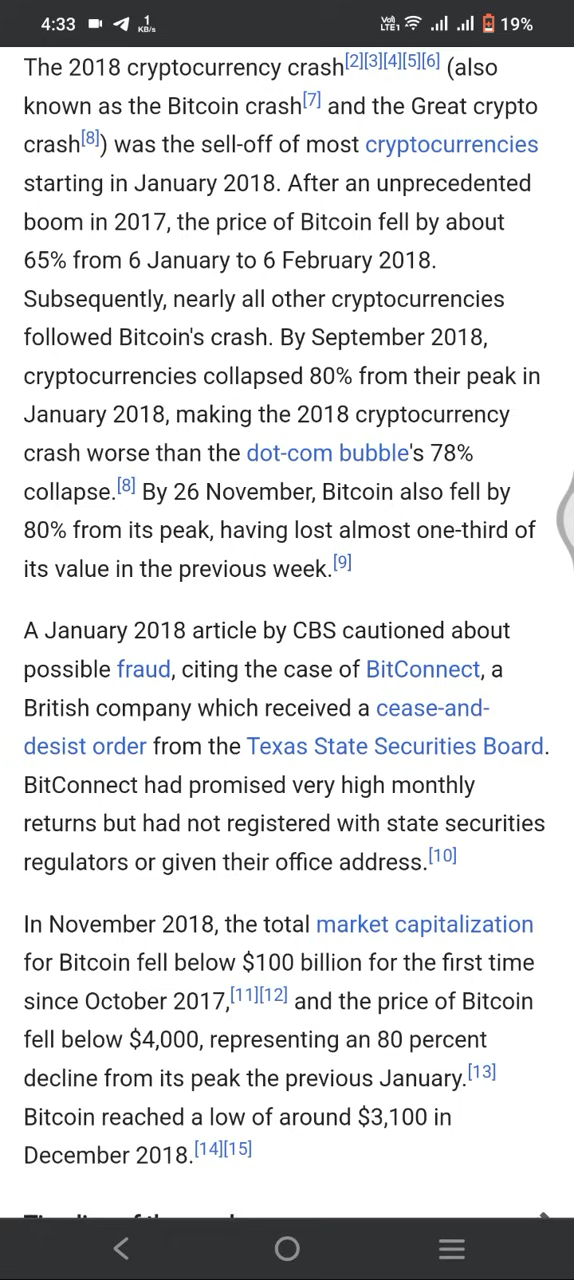 4:33
1
KB/s
Vo))
LTE1
19%
The 2018 cryptocurrency crash[2][3][4][5][6] (also
known as the Bitcoin crash[7] and the Great crypto
crash[8]) was the sell-off of most cryptocurrencies
starting in January 2018. After an unprecedented
boom in 2017, the price of Bitcoin fell by about
65% from 6 January to 6 February 2018.
Subsequently, nearly all other cryptocurrencies
followed Bitcoin's crash. By September 2018,
cryptocurrencies collapsed 80% from their peak in
January 2018, making the 2018 cryptocurrency
crash worse than the dot-com bubble's 78%
collapse.[8] By 26 November, Bitcoin also fell by
80% from its peak, having lost almost one-third of
its value in the previous week.[9]
A January 2018 article by CBS cautioned about
possible fraud, citing the case of BitConnect, a
British company which received a cease-and-
desist order from the Texas State Securities Board.
BitConnect had promised very high monthly
returns but had not registered with state securities
regulators or given their office address.[10]
In November 2018, the total market capitalization
for Bitcoin fell below $100 billion for the first time
since October 2017,[11][12] and the price of Bitcoin
fell below $4,000, representing an 80 percent
decline from its peak the previous January.[13]
Bitcoin reached a low of around $3,100 in
December 2018.[14][15]